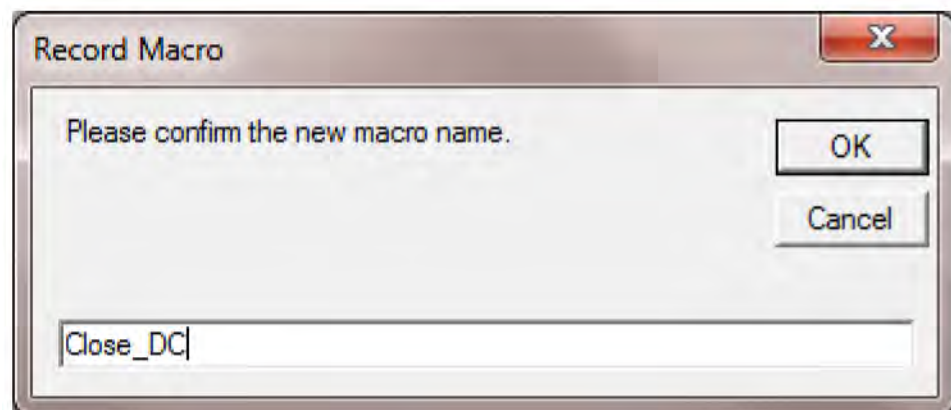 Record Macro
Please confirm the new macro name.
OK
Cancel
Close_DC